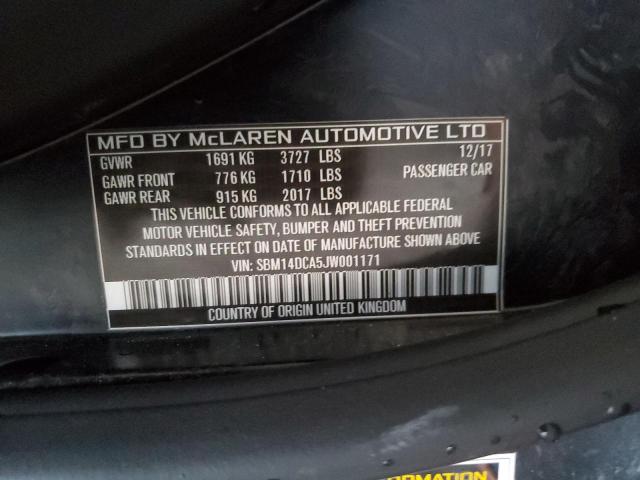 MFD BY McLAREN AUTOMOTIVE LTD
GVWR 1691 KG 3727 LBS 12/17
GAWR FRONT 776 KG 1710 LBS PASSENGER CAR
GAWR REAR 915 KG 2017 LBS
THIS VEHICLE CONFORMS TO ALL APPLICABLE FEDERAL
MOTOR VEHICLE SAFETY, BUMPER AND THEFT PREVENTION
STANDARDS IN EFFECT ON DATE OF MANUFACTURE SHOWN ABOVE
VIN: SBM14DCA5JW001171
COUNTRY OF ORIGIN UNITED KINGDOM